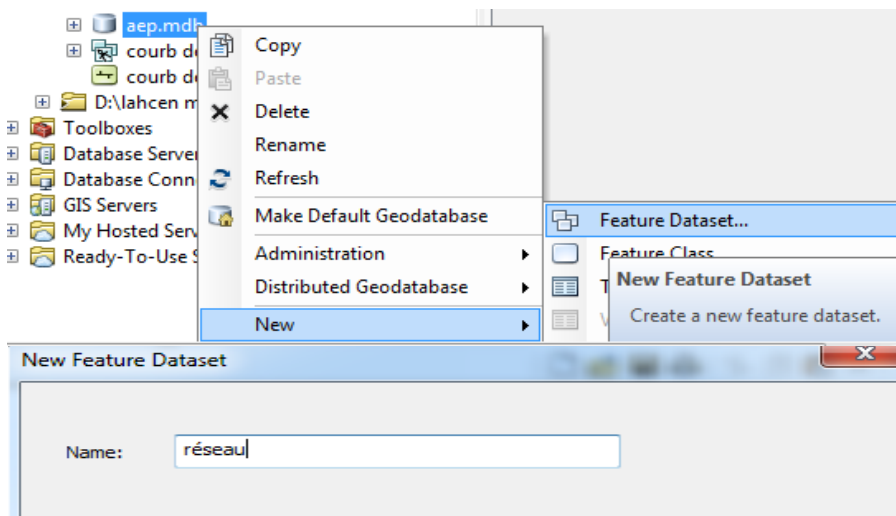 aep.mdb
courb de
courb de
D:\lahcen m
Toolboxes
Database Server
Database Conn
GIS Servers
My Hosted Serv
Ready-To-Use S
Copy
Paste
Delete
Rename
Refresh
Make Default Geodatabase
Administration
Distributed Geodatabase
New
Feature Dataset...
Feature Class
T
V
New Feature Dataset
Create a new feature dataset.
New Feature Dataset
Name:
réseau